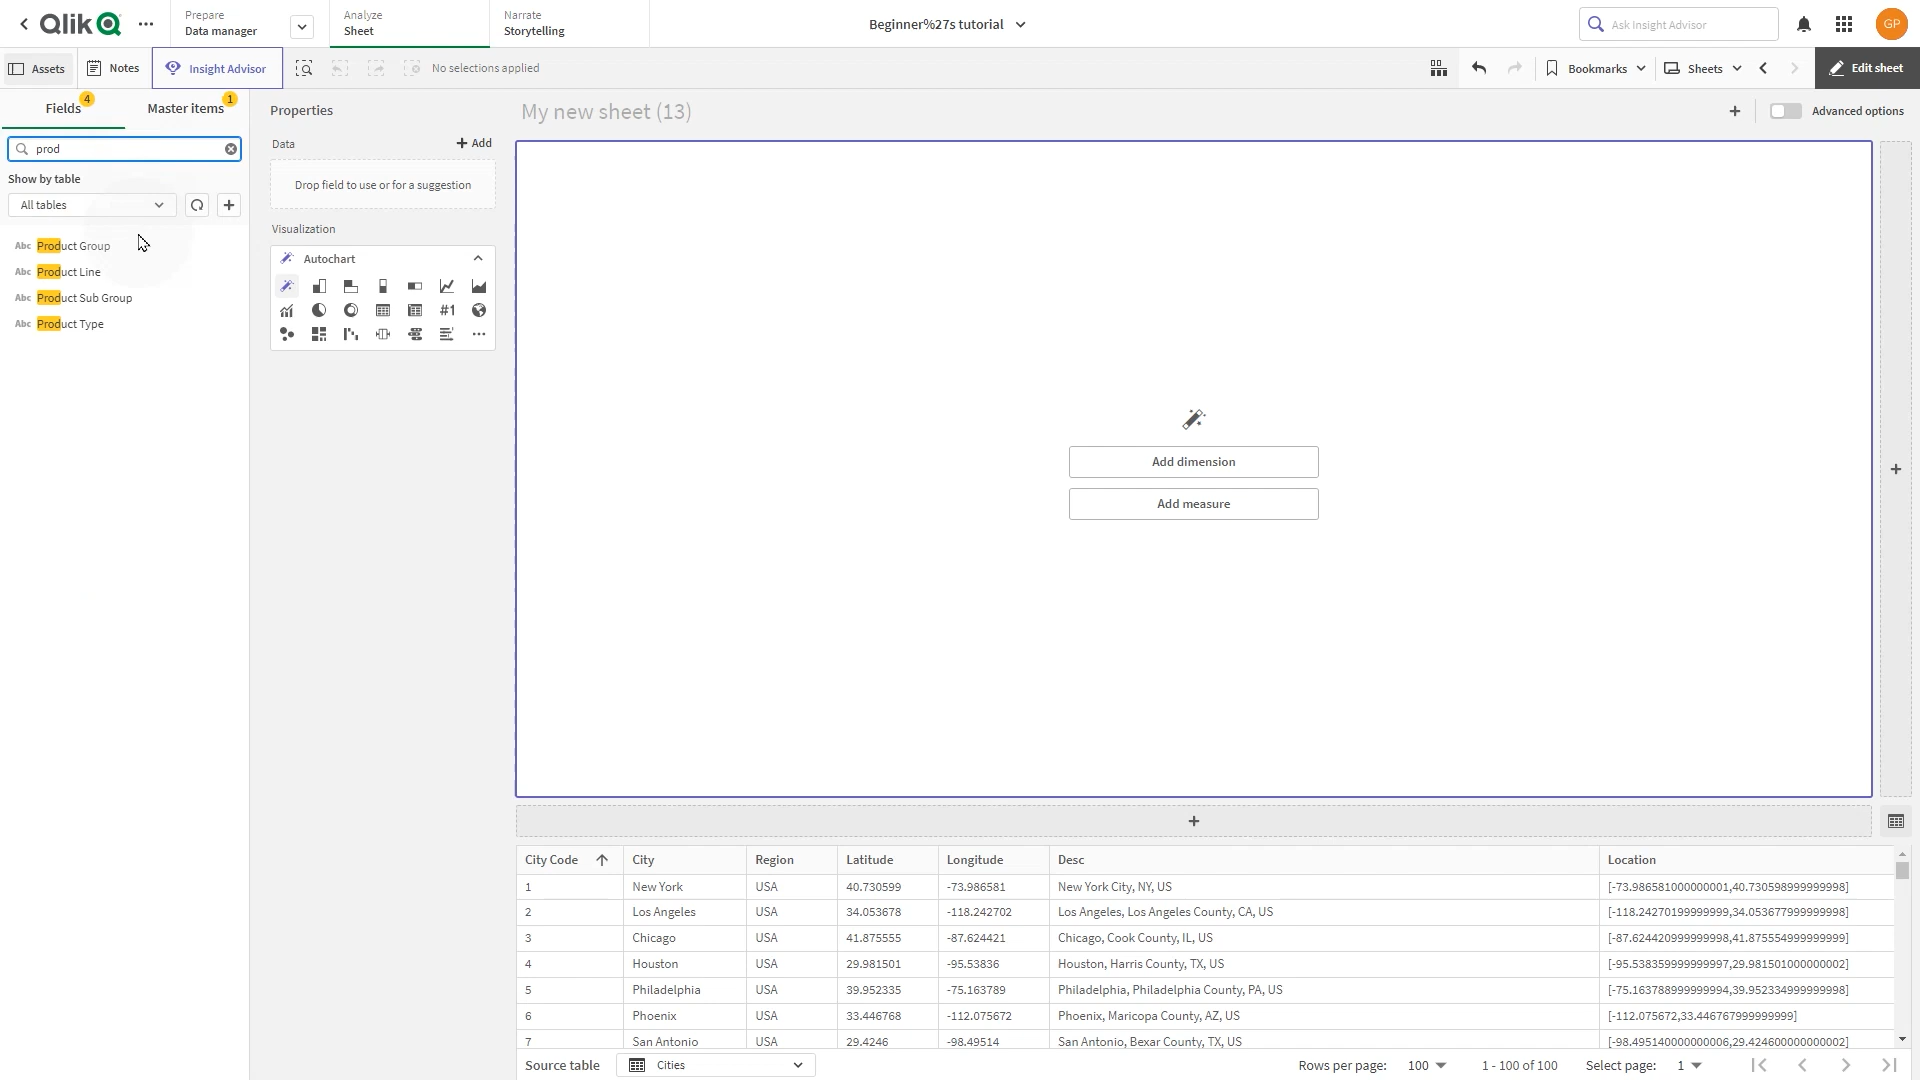 Qlik
Prepare
Data manager
Analyze
Sheet
Narrate
Storytelling
Beginner%27s tutorial
Ask Insight Advisor
GP
Assets
Notes
Insight Advisor
No selections applied
Bookmarks
Sheets
Edit sheet
Fields 4
Master items 1
Properties
My new sheet (13)
Advanced options
prod
Data
Add
Show by table
Drop field to use or for a suggestion
All tables
Visualization
Abc Product Group
Autochart
Abc Product Line
Abc Product Sub Group
#1
Abc Product Type
Add dimension
Add measure
City Code City Region Latitude Longitude Desc Location
1 New York USA 40.730599 -73.986581 New York City, NY, US [-73.986581000000001,40.730598999999998]
2 Los Angeles USA 34.053678 -118.242702 Los Angeles, Los Angeles County, CA, US [-118.24270199999999,34.053677999999998]
3 Chicago USA 41.875555 -87.624421 Chicago, Cook County, IL, US [-87.624420999999998,41.875554999999999]
4 Houston USA 29.981501 -95.53836 Houston, Harris County, TX, US [-95.538359999999997,29.981501000000002]
5 Philadelphia USA 39.952335 -75.163789 Philadelphia, Philadelphia County, PA, US [-75.163788999999994,39.952334999999998]
6 Phoenix USA 33.446768 -112.075672 Phoenix, Maricopa County, AZ, US [-112.075672,33.446767999999999]
7 San Antonio USA 29.4246 -98.49514 San Antonio, Bexar County, TX, US [-98.495140000000006,29.424600000000002]
Source table Cities Rows per page: 100 1 - 100 of 100 Select page: 1